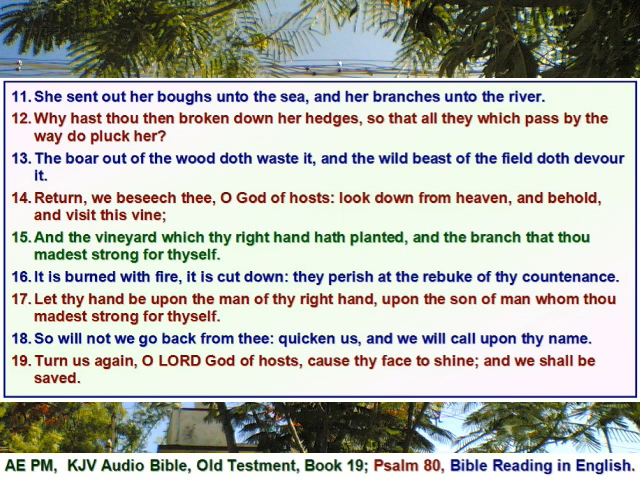 11. She sent out her boughs unto the sea, and her branches unto the river.
12. Why hast thou then broken down her hedges, so that all they which pass by the
way do pluck her?
13. The boar out of the wood doth waste it, and the wild beast of the field doth devour
it.
14. Return, we beseech thee, O God of hosts: look down from heaven, and behold,
and visit this vine;
15. And the vineyard which thy right hand hath planted, and the branch that thou
madest strong for thyself.
16. It is burned with fire, it is cut down: they perish at the rebuke of thy countenance.
17. Let thy hand be upon the man of thy right hand, upon the son of man whom thou
madest strong for thyself.
18. So will not we go back from thee: quicken us, and we will call upon thy name.
19. Turn us again, O LORD God of hosts, cause thy face to shine; and we shall be
saved.
AE PM, KJV Audio Bible, Old Testment, Book 19; Psalm 80, Bible Reading in English.